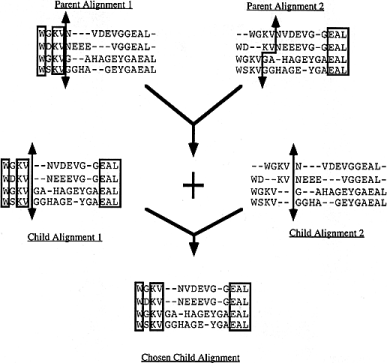 Parent Alignment 1
Parent Alignment 2
WGKVN---VDEVGGEAL-
WDKVNEEE---VGGEAL-
WGKVG--AHAGEYGAEAL
WSKVGGHA--GEYGAEAL
--WGKVNVDEVG-GEAL
WD--KVNEEEVG-GEAL
WGKVGA-HAGEYGAEAL
WSKVGGHAGE-YGAEAL
WGKV--NVDEVG-GEAL
WDKV--NEEEVG-GEAL
WGKVGA-HAGEYGAEAL
WSKVGGHAGE-YGAEAL
--WGKVN---VDEVGGEAL-
WD--KVNEEE---VGGEAL-
WGKV--G--AHAGEYGAEAL
WSKV--GGHA--GEYGAEAL
+
Child Alignment 1
Child Alignment 2
WGKV--NVDEVG-GEAL
WDKV--NEEEVG-GEAL
WGKVGA-HAGEYGAEAL
WSKVGGHAGE-YGAEAL
Chosen Child Alignment